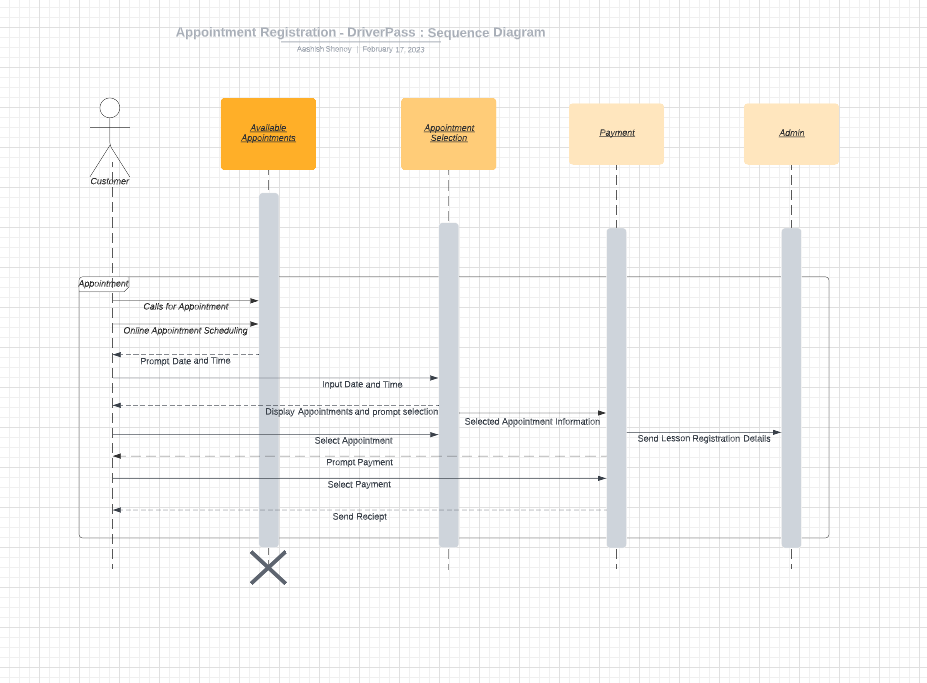 Appointment Registration - DriverPass : Sequence Diagram
Aashish Shoney | February 17, 2023
Customer
Available
Appointments
Appointment
Selection
Payment
Admin
Appointment
Calls for Appointment
Online Appointment Scheduling
Prompt Date and Time
Input Date and Time
Display Appointments and prompt selection
Selected Appointment Information
Select Appointment
Send Lesson Registration Details
Prompt Payment
Select Payment
Send Reciept